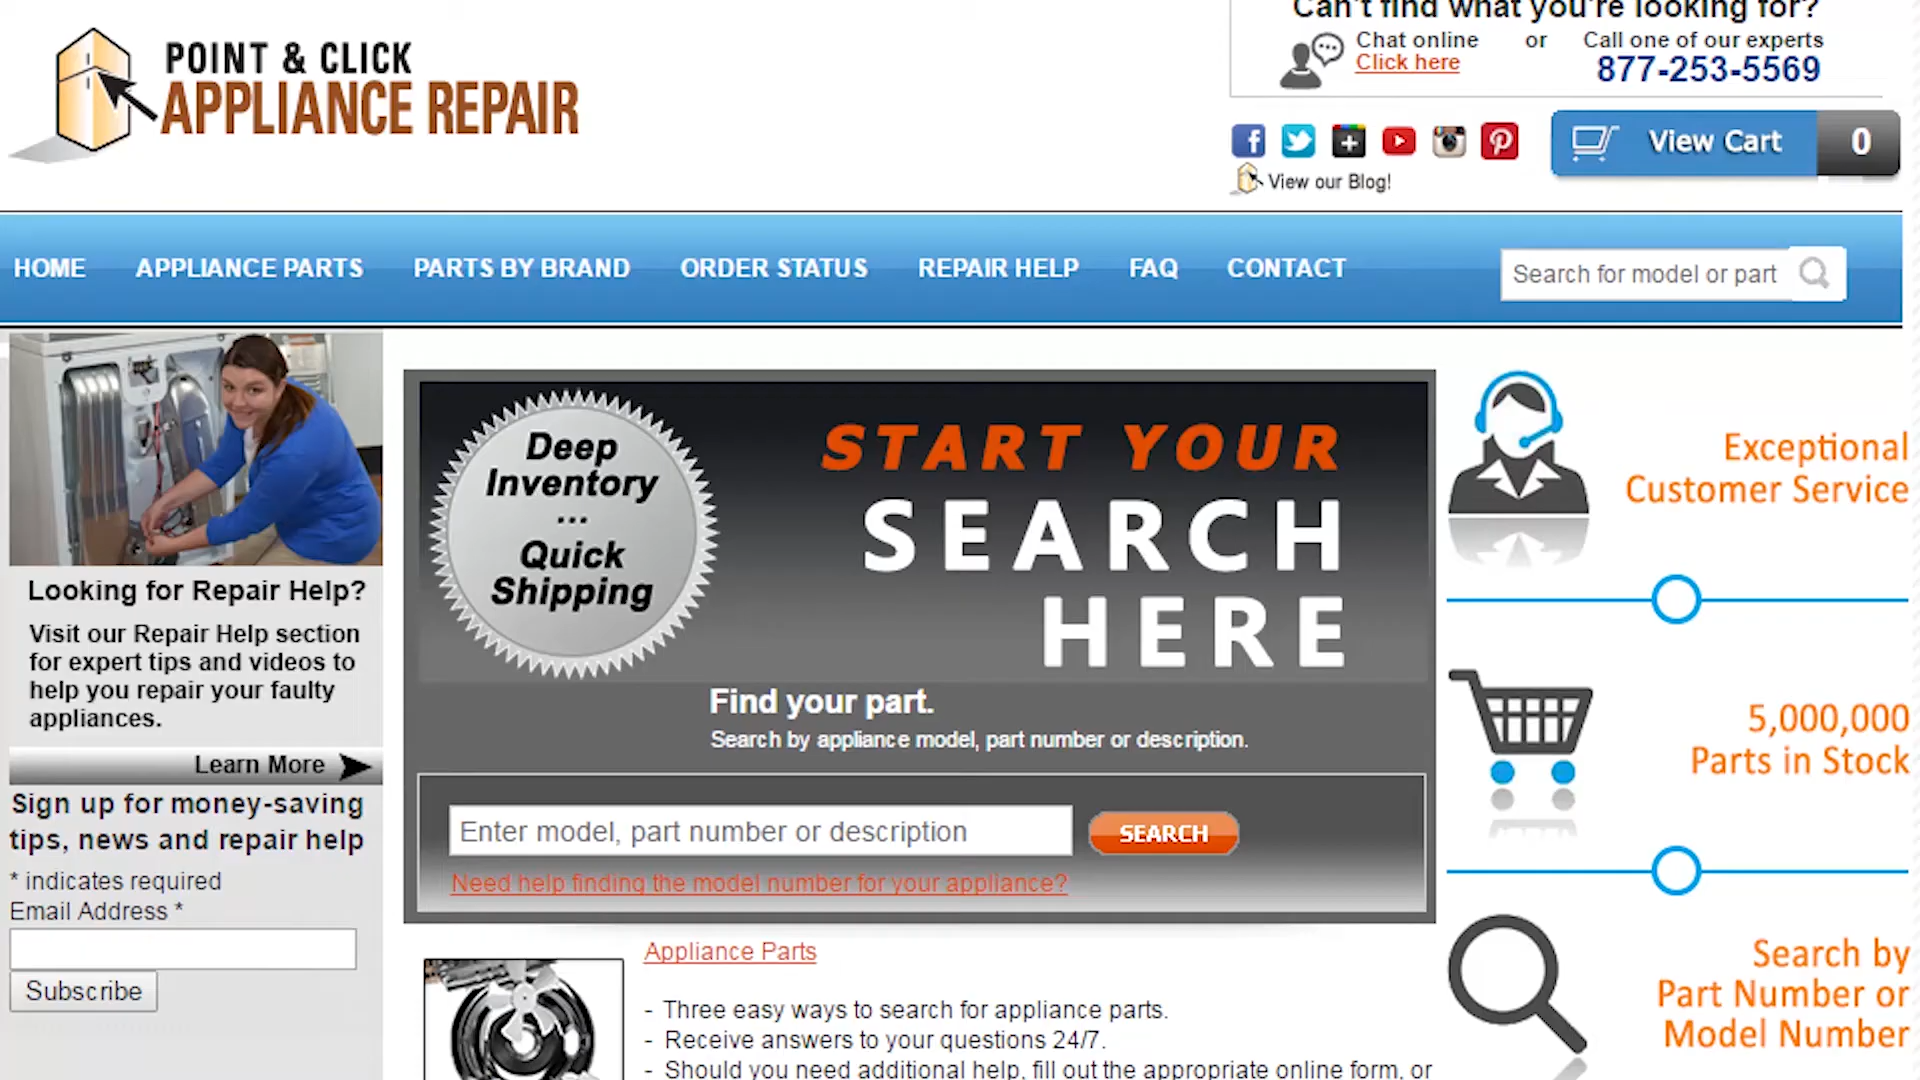 POINT & CLICK
APPLIANCE REPAIR
Can't find what you're looking for?
Chat online or Call one of our experts
Click here 877-253-5569
View Cart 0
View our Blog!
HOME APPLIANCE PARTS PARTS BY BRAND ORDER STATUS REPAIR HELP FAQ CONTACT
Search for model or part
Looking for Repair Help?
Visit our Repair Help section
for expert tips and videos to
help you repair your faulty
appliances.
Learn More
Sign up for money-saving
tips, news and repair help
* indicates required
Email Address *
Subscribe
Deep
Inventory
...
Quick
Shipping
START YOUR
SEARCH
HERE
Find your part.
Search by appliance model, part number or description.
Enter model, part number or description
SEARCH
Need help finding the model number for your appliance?
Appliance Parts
- Three easy ways to search for appliance parts.
- Receive answers to your questions 24/7.
- Should you need additional help, fill out the appropriate online form, or
Exceptional
Customer Service
5,000,000
Parts in Stock
Search by
Part Number or
Model Number